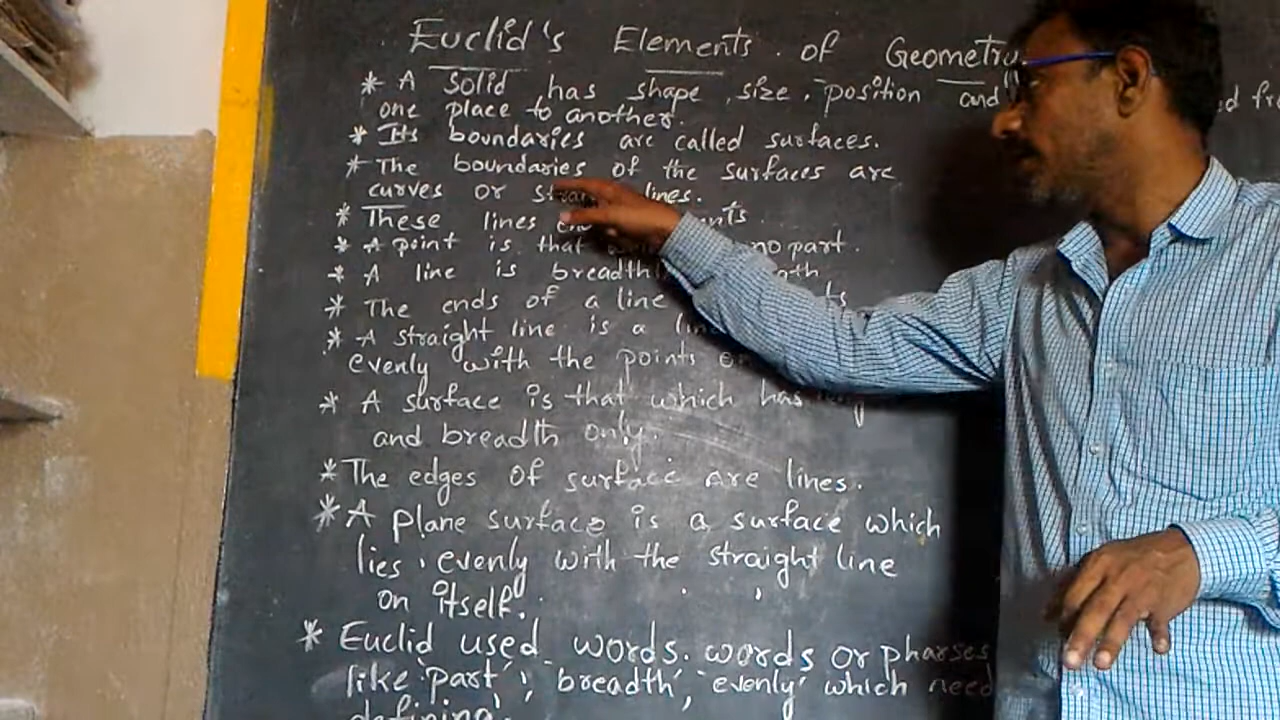 Euclid's Elements of Geometry
* A solid has shape, size, position and d fr
one place to another.
* Its boundaries are called surfaces.
* The boundaries of the surfaces are
curves or lines.
* These lines
* A point is that no part.
* A line is
* The ends of a line
* A straight line is a
evenly with the points
* A surface is that which has
and breadth only.
* The edges of surface are lines.
* A plane surface is a surface which
lies evenly with the straight line
on itself.
* Euclid used words. words or pharses
like 'part', 'breadth', 'evenly' which need
defining.